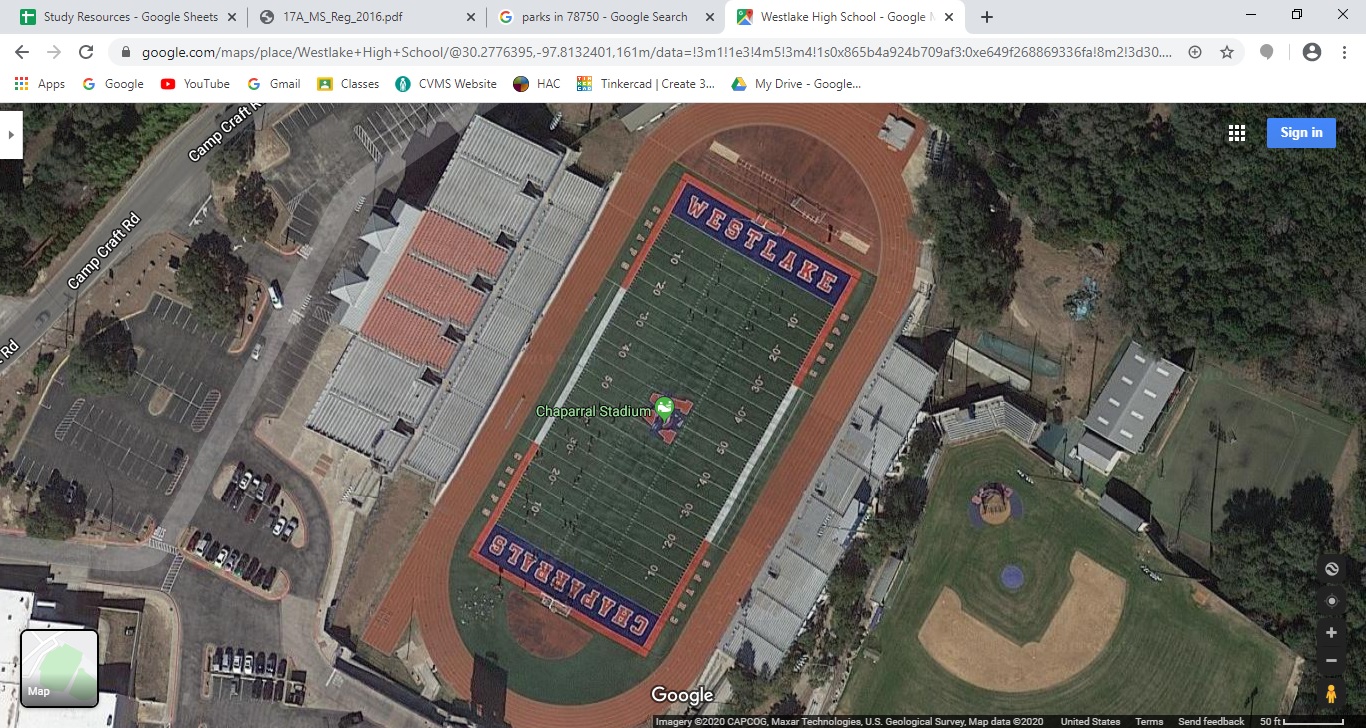 Study Resources - Google Sheets
17A_MS_Reg_2016.pdf
parks in 78750 - Google Search
Westlake High School - Google M
google.com/maps/place/Westlake+High+School/@30.2776395,-97.8132401,161m/data=!3m1!1e3!4m5!3m4!1s0x865b4a924b709af3:0xe649f268869336fa!8m2!3d30....
Apps
Google
YouTube
Gmail
Classes
CVMS Website
HAC
Tinkercad | Create 3...
My Drive - Google...
Sign in
Camp Craft R
Camp Craft Rd
Rd
WESTLAKE
10
20
30
40
50
30
20
10
10
20
30
40
50
40
30
20
10
Chaparral Stadium
CHAPARRALS
CHAPS
CHAPS
CHAPS
CHAPS
Map
Google
Imagery ©2020 CAPCOG, Maxar Technologies, U.S. Geological Survey, Map data ©2020 United States Terms Send feedback 50 ft